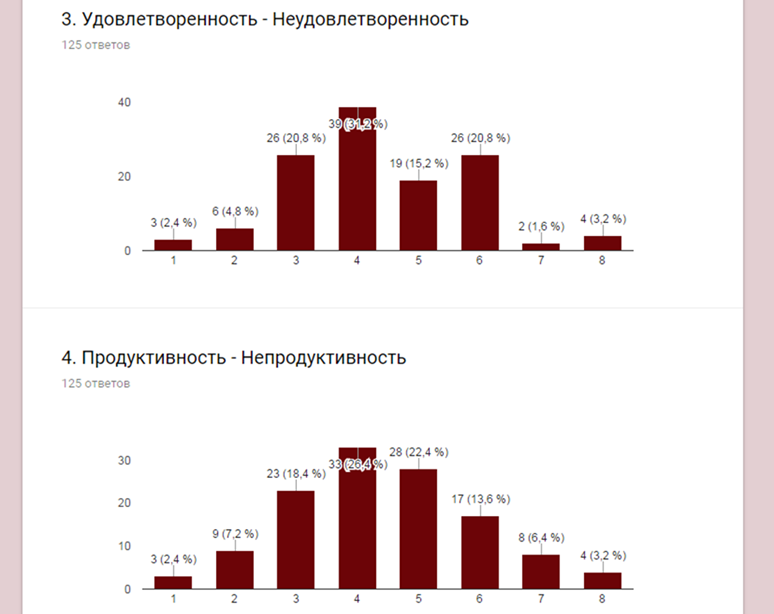 3. Удовлетворенность - Неудовлетворенность
125 ответов
40
39 (31,2 %)
26 (20,8 %)
26 (20,8 %)
19 (15,2 %)
20
6 (4,8 %)
3 (2,4 %)
2 (1,6 %)
4 (3,2 %)
0
1 2 3 4 5 6 7 8
4. Продуктивность - Непродуктивность
125 ответов
30
33 (26,4 %)
28 (22,4 %)
23 (18,4 %)
20
17 (13,6 %)
10
9 (7,2 %)
8 (6,4 %)
3 (2,4 %)
4 (3,2 %)
0
1 2 3 4 5 6 7 8